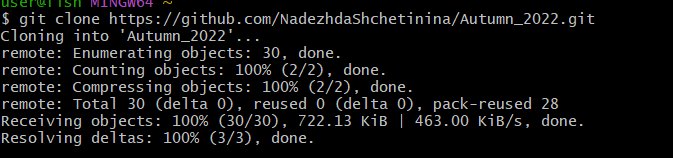 user@fish MINGW64 ~
$ git clone https://github.com/NadezhdaShchetinina/Autumn_2022.git
Cloning into 'Autumn_2022'...
remote: Enumerating objects: 30, done.
remote: Counting objects: 100% (2/2), done.
remote: Compressing objects: 100% (2/2), done.
remote: Total 30 (delta 0), reused 0 (delta 0), pack-reused 28
Receiving objects: 100% (30/30), 722.13 KiB | 463.00 KiB/s, done.
Resolving deltas: 100% (3/3), done.